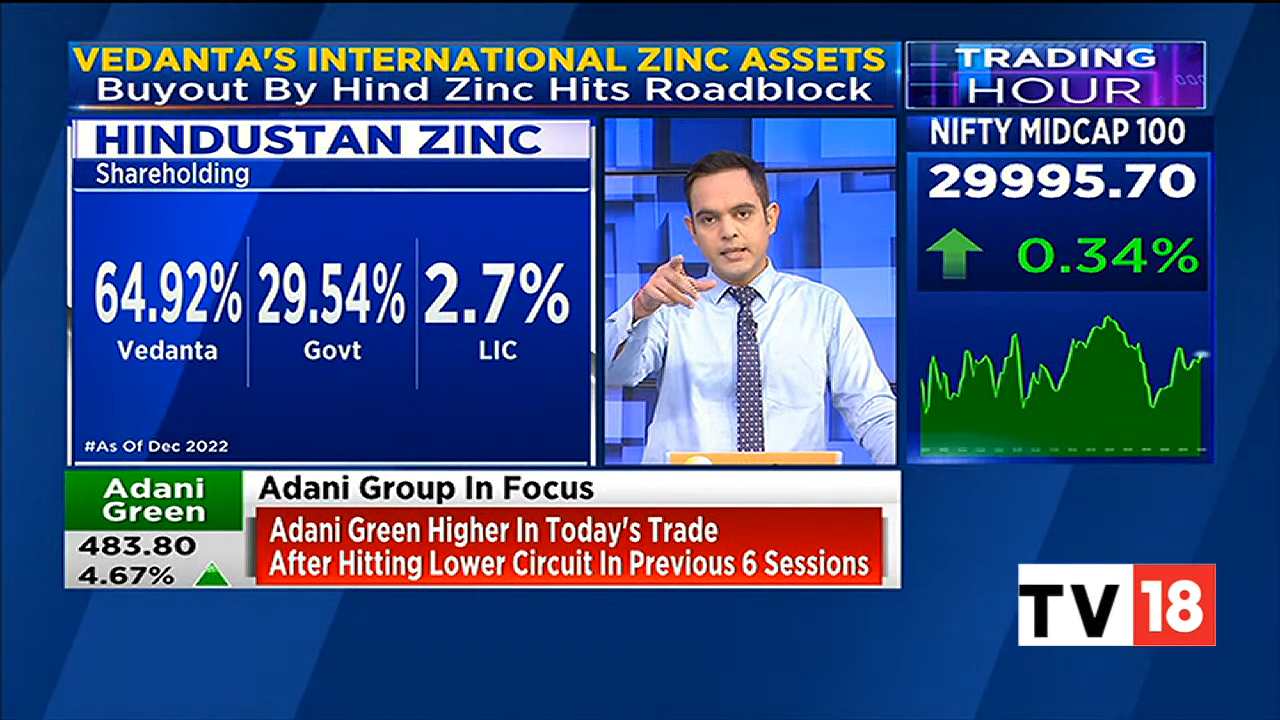 VEDANTA'S INTERNATIONAL ZINC ASSETS
Buyout By Hind Zinc Hits Roadblock
TRADING
HOUR
HINDUSTAN ZINC
Shareholding
64.92% 29.54% 2.7%
Vedanta Govt LIC
#As Of Dec 2022
NIFTY MIDCAP 100
29995.70
0.34%
Adani
Green
483.80
4.67%
Adani Group In Focus
Adani Green Higher In Today's Trade
After Hitting Lower Circuit In Previous 6 Sessions
TV18